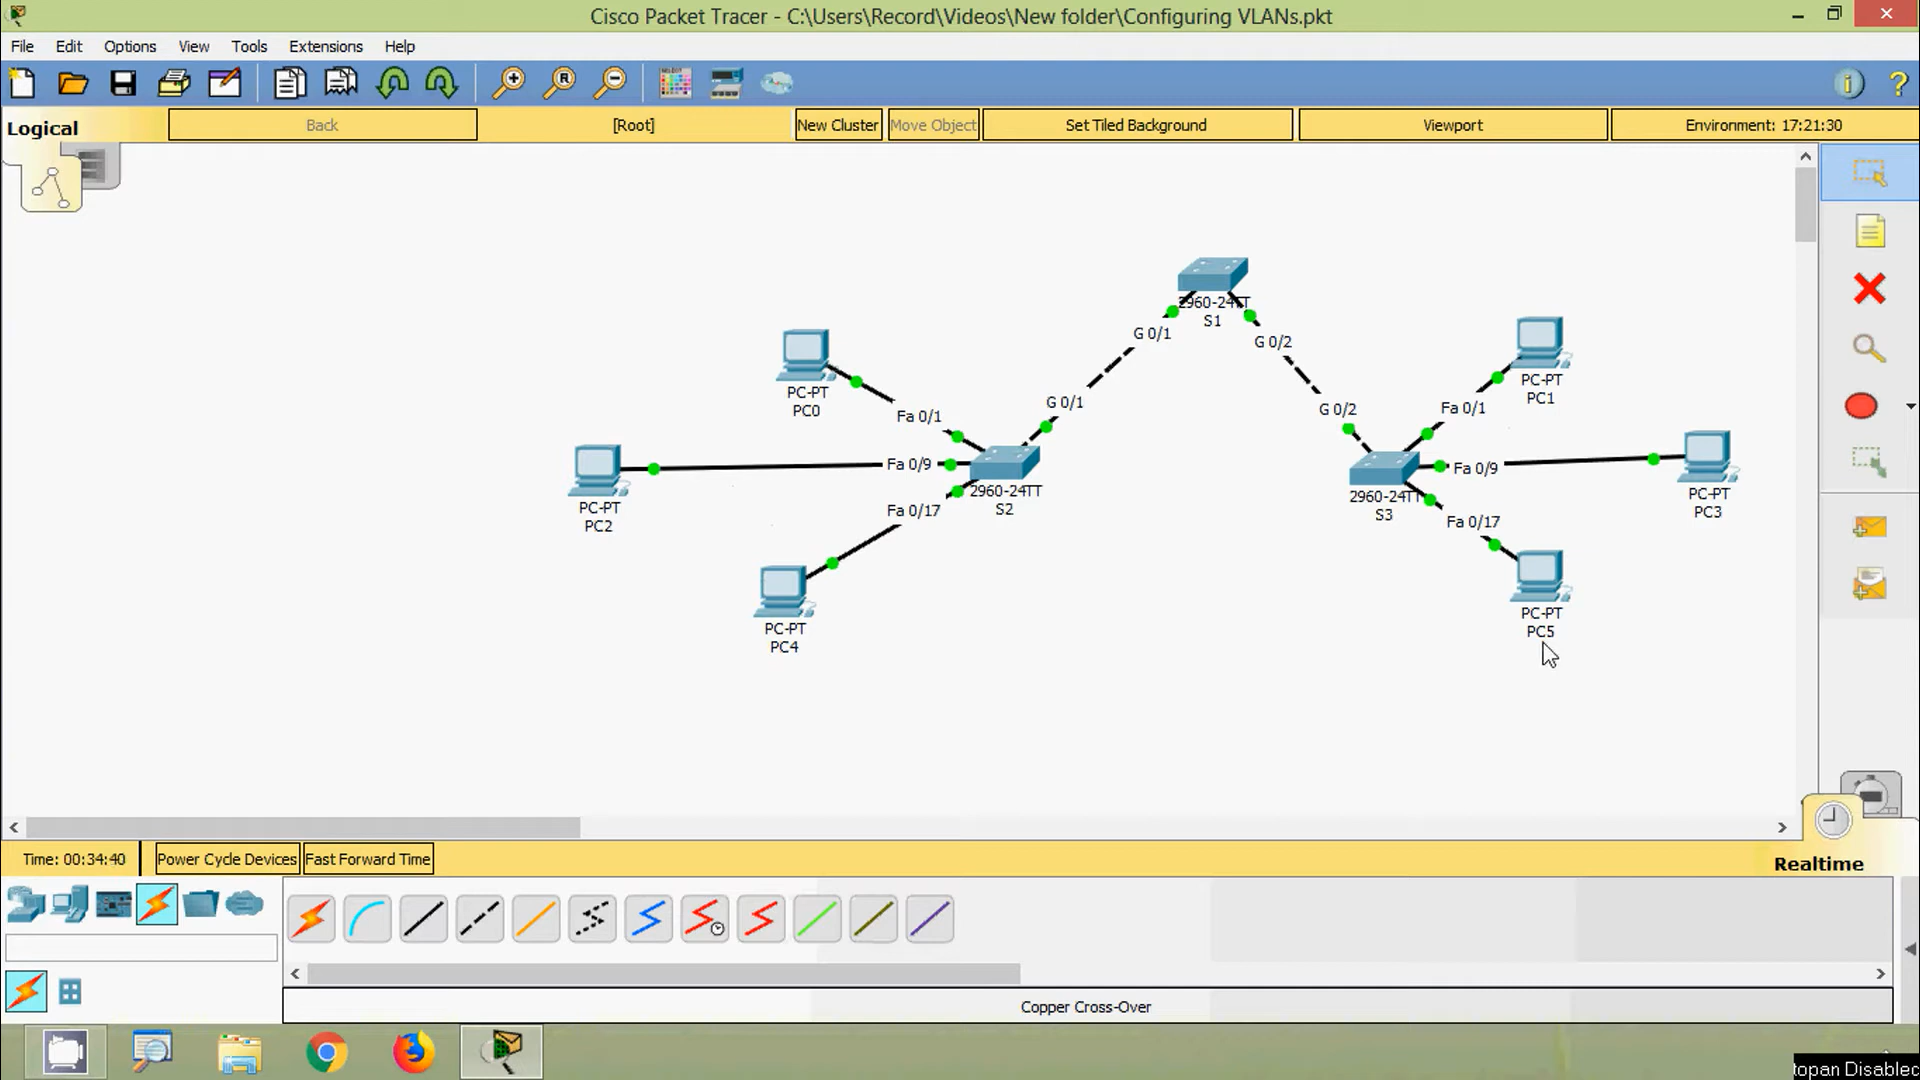 Cisco Packet Tracer - C:\Users\Record\Videos\New folder\Configuring VLANs.pkt
File Edit Options View Tools Extensions Help
Logical Back [Root] New Cluster Move Object Set Tiled Background Viewport Environment: 17:21:30
2960-24TT
S1
G 0/1
G 0/2
PC-PT
PC0
PC-PT
PC1
Fa 0/1
G 0/1
G 0/2
Fa 0/1
PC-PT
PC2
Fa 0/9
2960-24TT
S2
2960-24TT
S3
Fa 0/9
PC-PT
PC3
Fa 0/17
Fa 0/17
PC-PT
PC4
PC-PT
PC5
Time: 00:34:40 Power Cycle Devices Fast Forward Time Realtime
Copper Cross-Over
topan Disablec